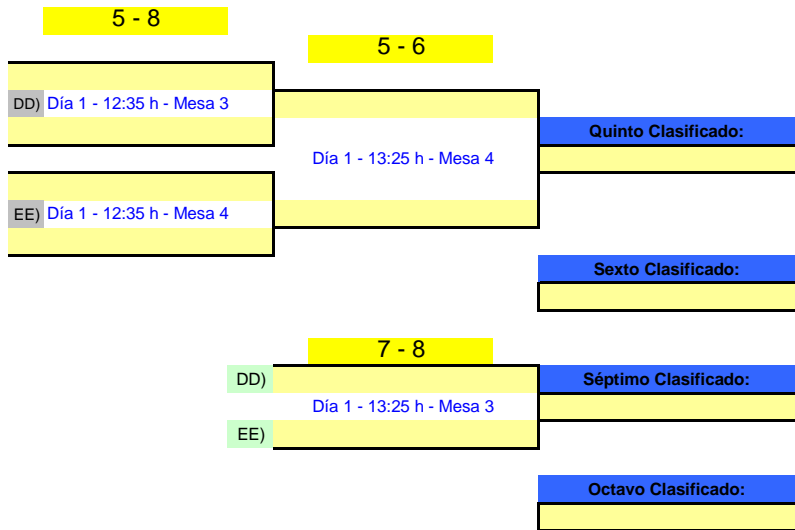 5 - 8
5 - 6
DD) Día 1 - 12:35 h - Mesa 3
Quinto Clasificado:
Día 1 - 13:25 h - Mesa 4
EE) Día 1 - 12:35 h - Mesa 4
Sexto Clasificado:
7 - 8
DD)
Séptimo Clasificado:
Día 1 - 13:25 h - Mesa 3
EE)
Octavo Clasificado: